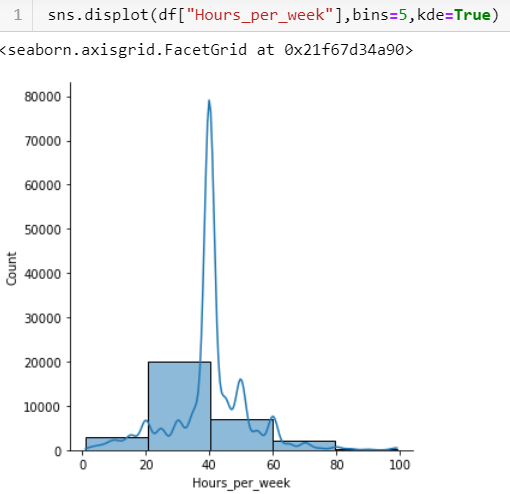 1 sns.displot(df["Hours_per_week"],bins=5,kde=True)
<seaborn.axisgrid.FacetGrid at 0x21f67d34a90>
80000
70000
60000
50000
40000
30000
20000
10000
0
Count
0 20 40 60 80 100
Hours_per_week